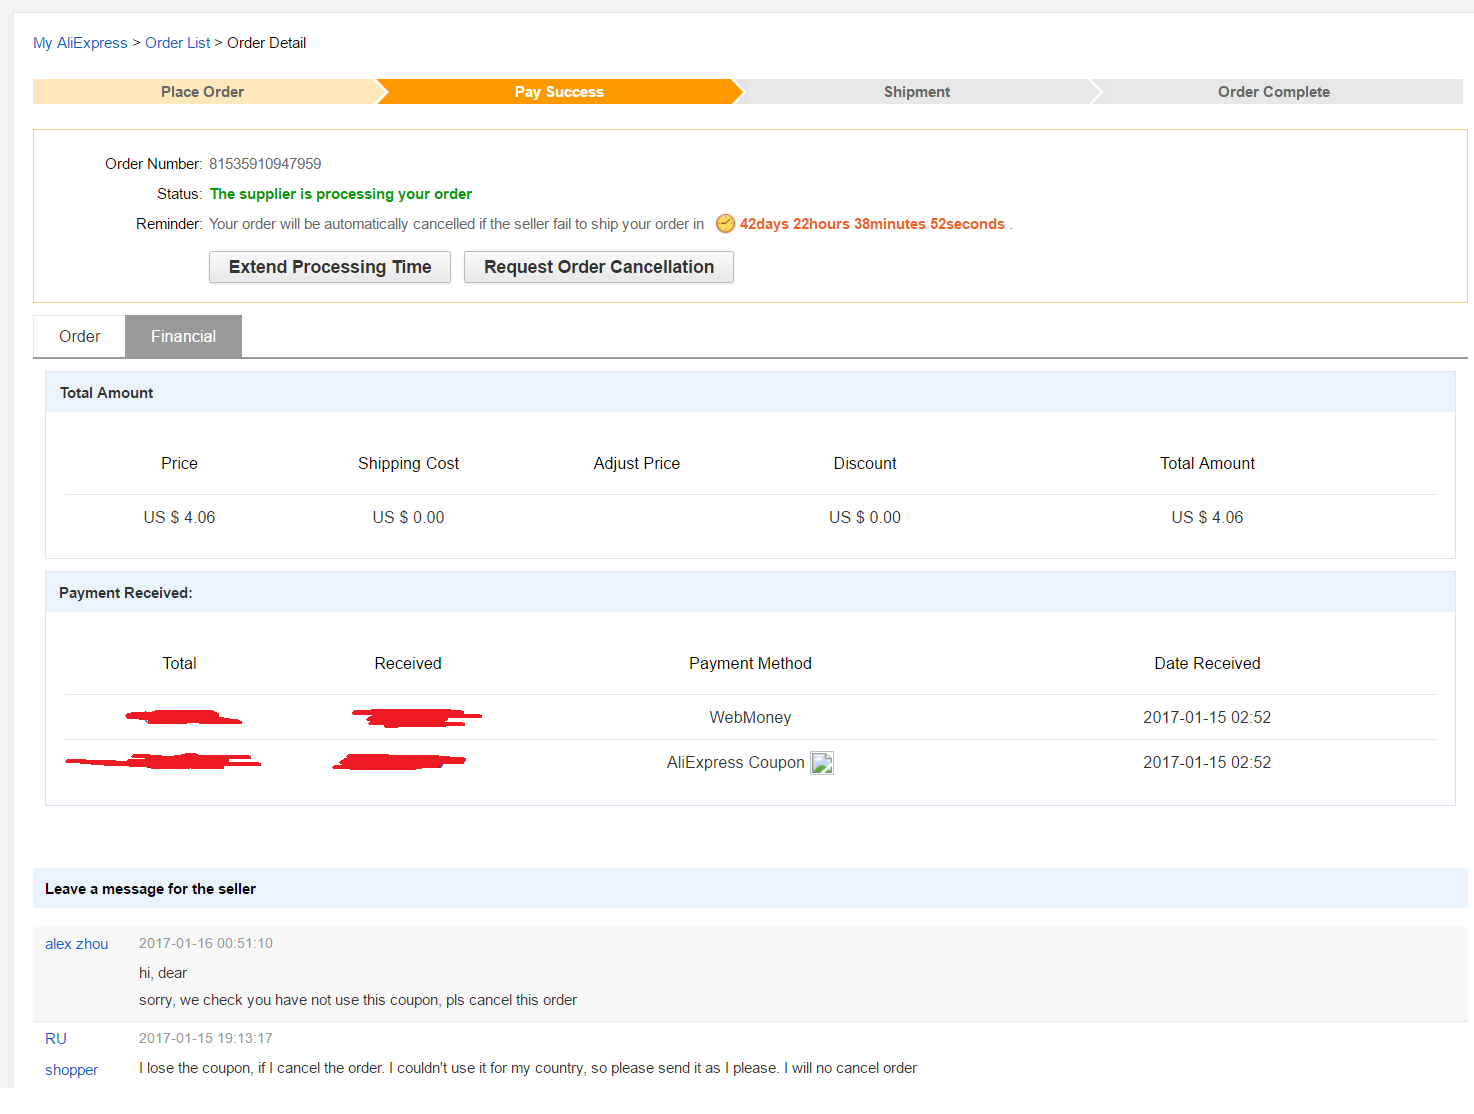 My AliExpress > Order List > Order Detail
Place Order Pay Success Shipment Order Complete
Order Number: 81535910947959
Status: The supplier is processing your order
Reminder: Your order will be automatically cancelled if the seller fail to ship your order in 42days 22hours 38minutes 52seconds .
Extend Processing Time Request Order Cancellation
Order Financial
Total Amount
Price Shipping Cost Adjust Price Discount Total Amount
US $ 4.06 US $ 0.00 US $ 0.00 US $ 4.06
Payment Received:
Total Received Payment Method Date Received
WebMoney 2017-01-15 02:52
AliExpress Coupon 2017-01-15 02:52
Leave a message for the seller
alex zhou 2017-01-16 00:51:10
hi, dear
sorry, we check you have not use this coupon, pls cancel this order
RU 2017-01-15 19:13:17
shopper I lose the coupon, if I cancel the order. I couldn't use it for my country, so please send it as I please. I will no cancel order